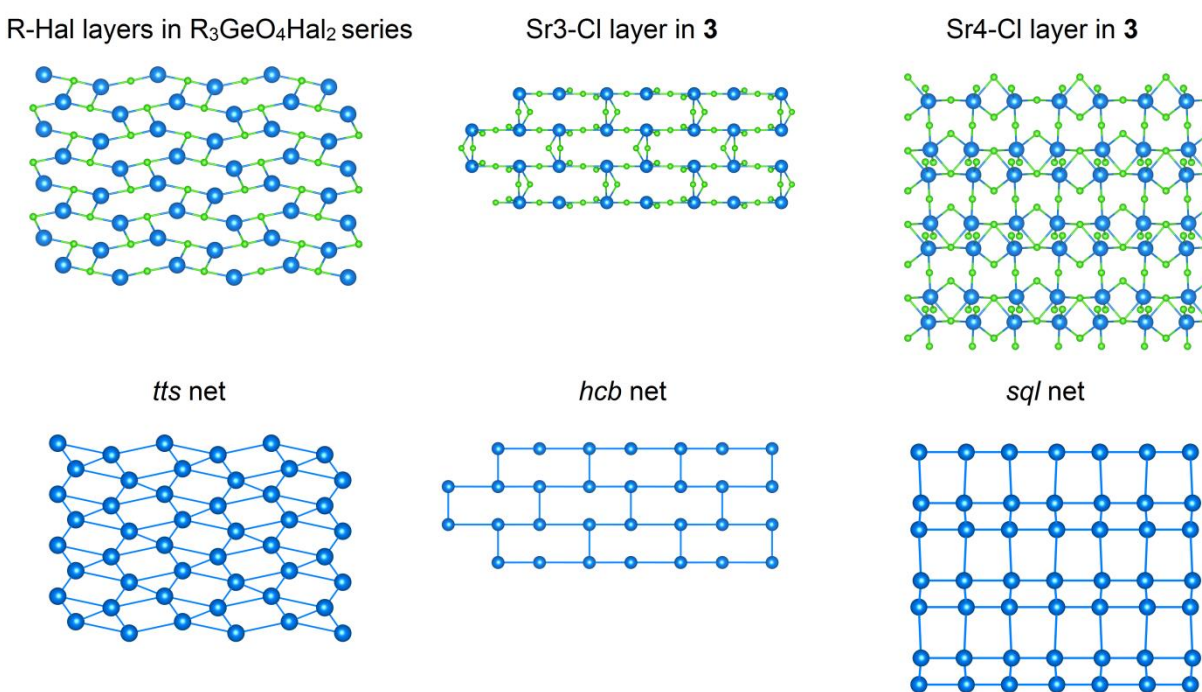 R-Hal layers in R₃GeO₄Hal₂ series
Sr3-Cl layer in 3
Sr4-Cl layer in 3
tts net
hcb net
sql net